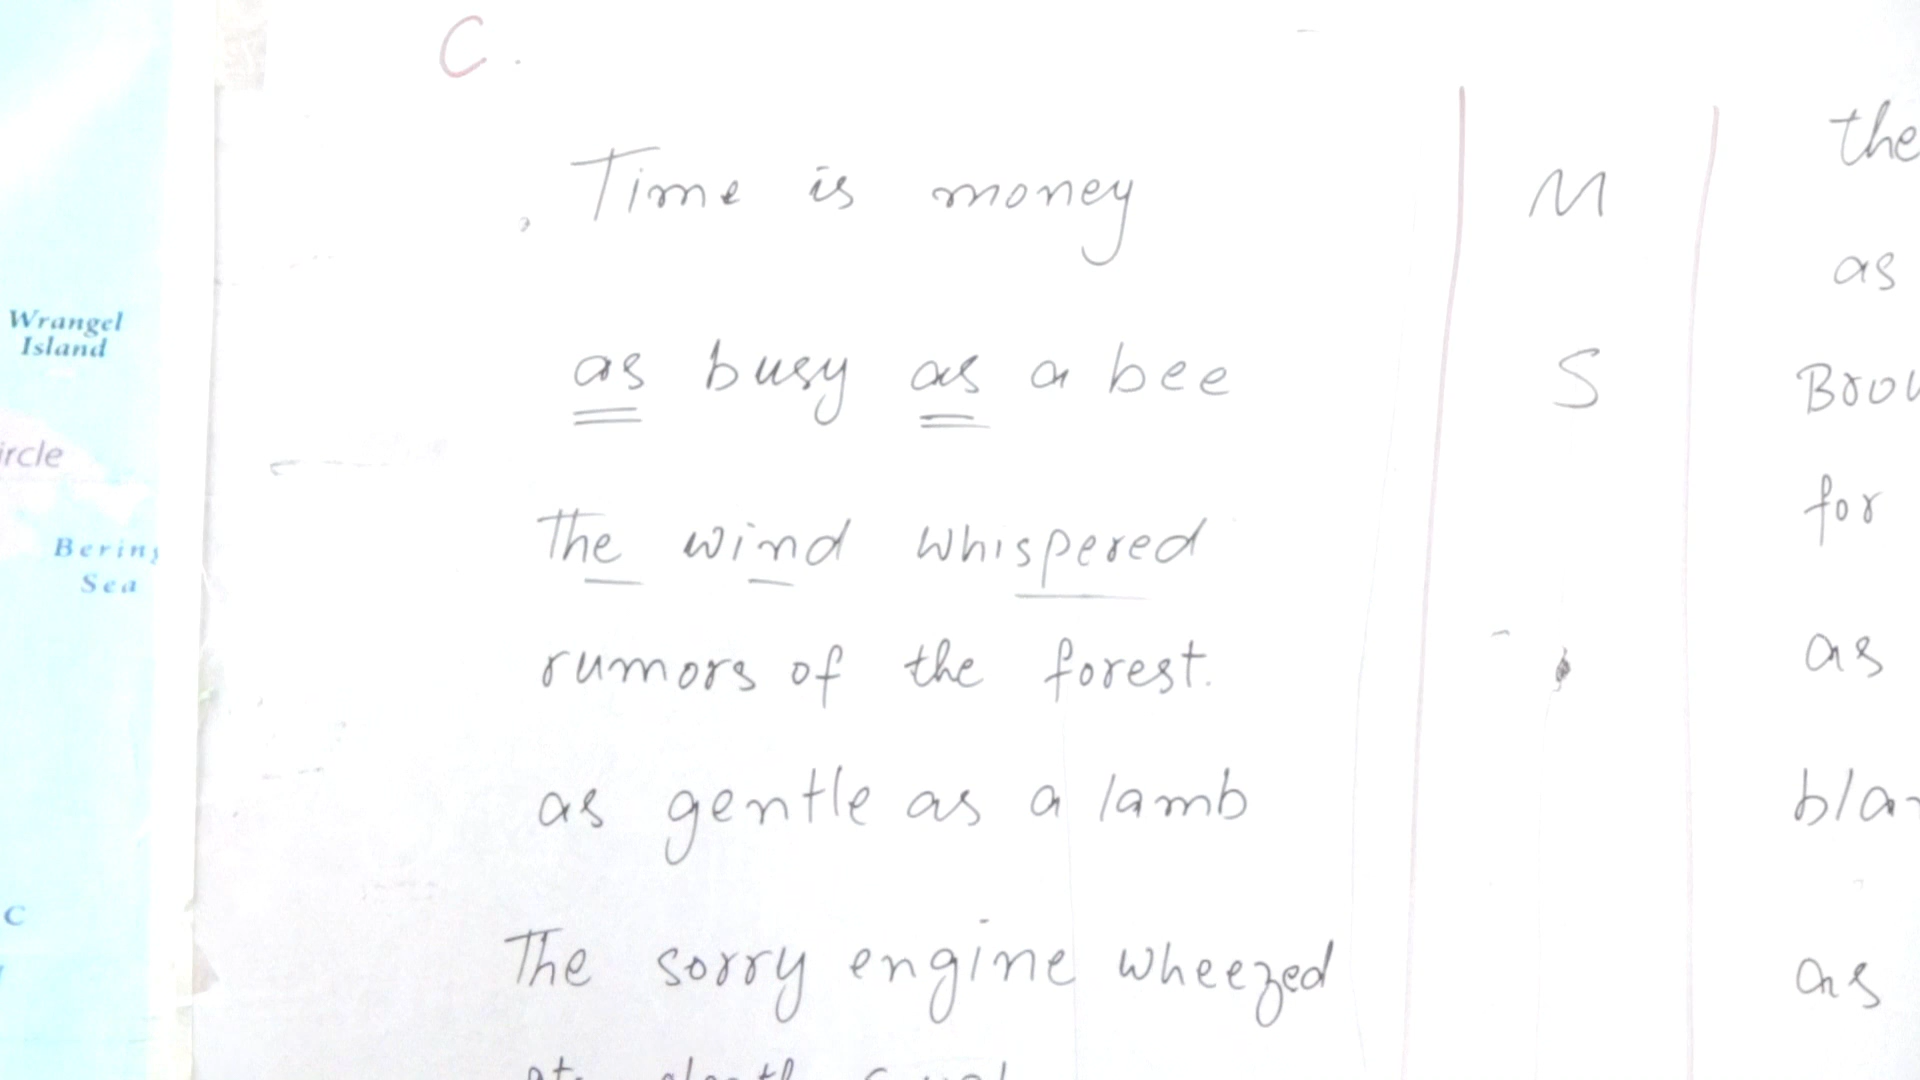 C.
Time is money M
as busy as a bee S
The wind whispered
rumors of the forest.
as gentle as a lamb
The sorry engine wheezed
the
as
for
as
as
Wrangel
Island
Bering
Sea
C